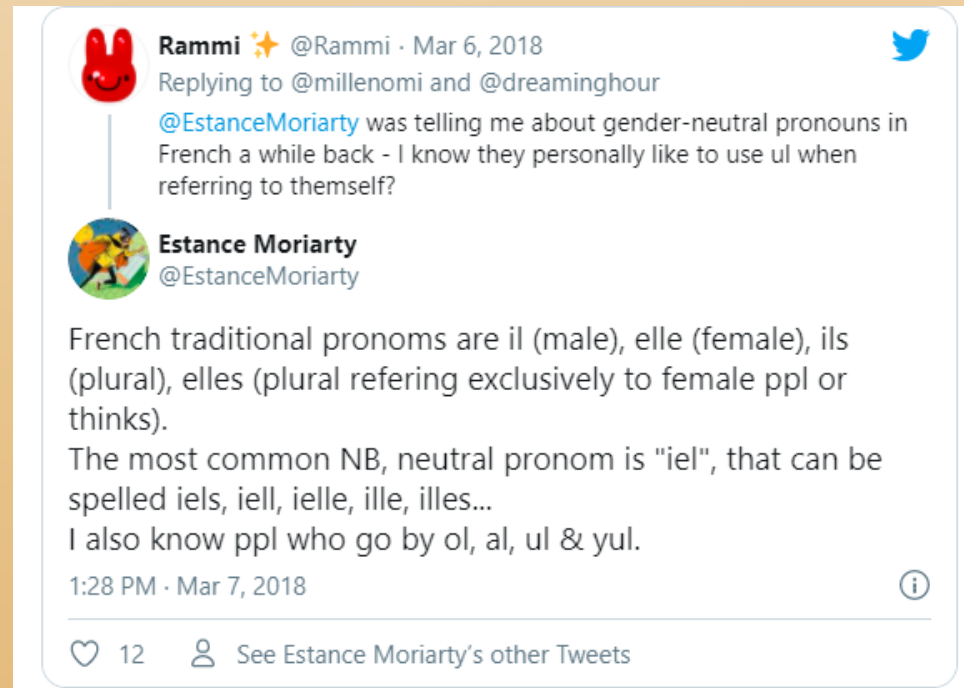 Rammi ✨ @Rammi · Mar 6, 2018
Replying to @millenomi and @dreaminghour
@EstanceMoriarty was telling me about gender-neutral pronouns in
French a while back - I know they personally like to use ul when
referring to themself?
Estance Moriarty
@EstanceMoriarty
French traditional pronoms are il (male), elle (female), ils
(plural), elles (plural refering exclusively to female ppl or
thinks).
The most common NB, neutral pronom is "iel", that can be
spelled iels, iell, ielle, ille, illes...
I also know ppl who go by ol, al, ul & yul.
1:28 PM · Mar 7, 2018
12 See Estance Moriarty's other Tweets